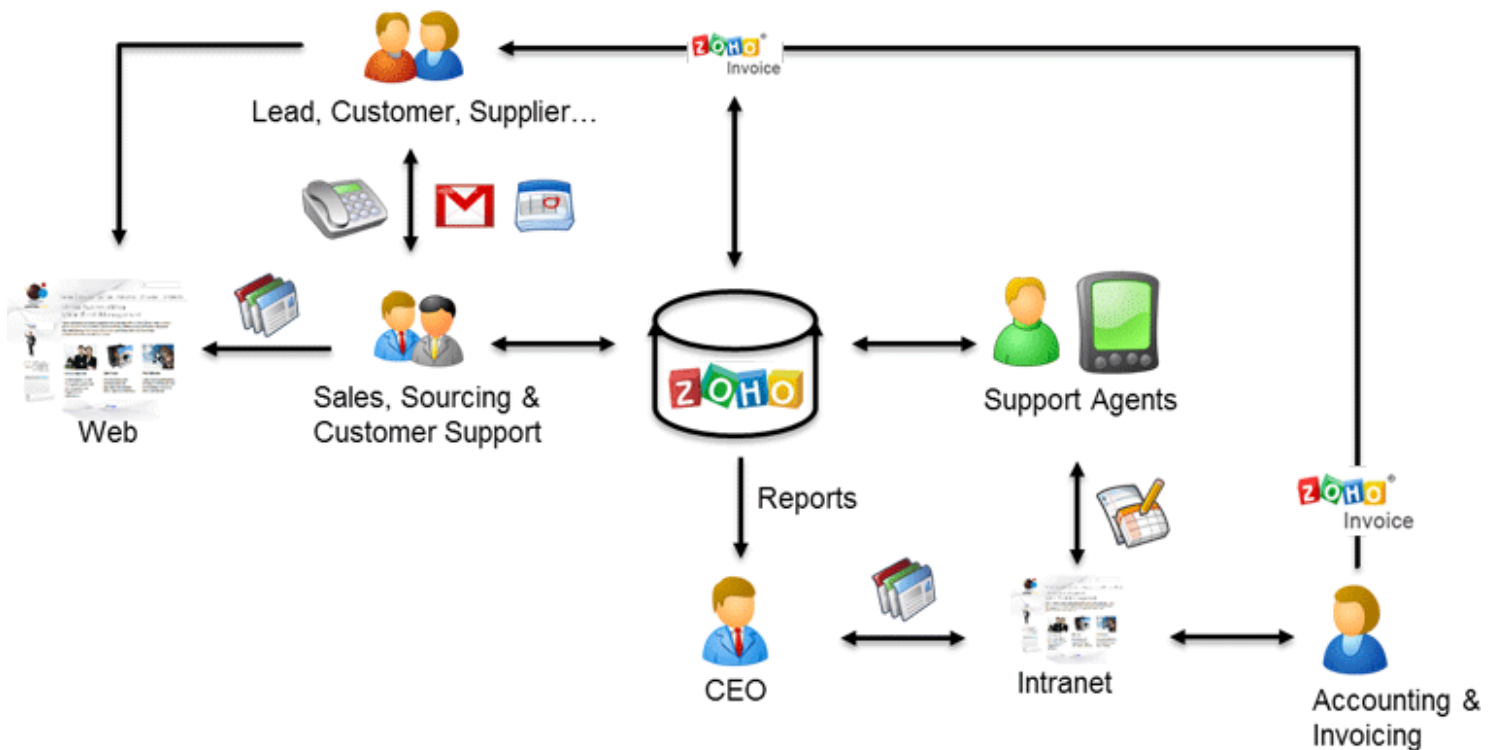 ZOHO®
Invoice
Lead, Customer, Supplier…
Web
Sales, Sourcing &
Customer Support
ZOHO
Support Agents
Reports
ZOHO®
Invoice
CEO
Intranet
Accounting &
Invoicing